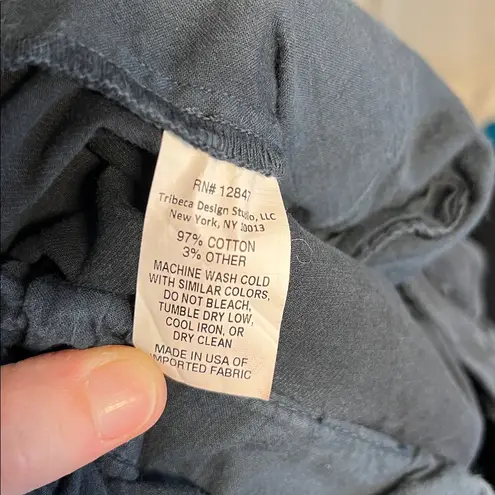 RN# 12847
Tribeca Design Studio, LLC
New York, NY 10013
97% COTTON
3% OTHER
MACHINE WASH COLD
WITH SIMILAR COLORS,
DO NOT BLEACH,
TUMBLE DRY LOW,
COOL IRON, OR
DRY CLEAN
MADE IN USA OF
IMPORTED FABRIC